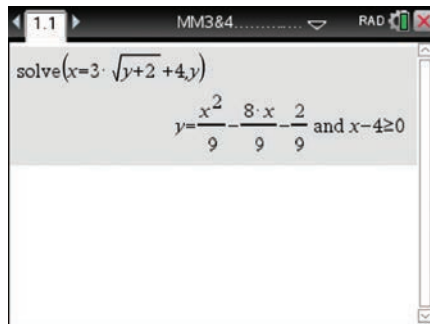 1.1 MM3&4............. RAD
solve(x=3·√(y+2)+4,y)
y=x²/9-8·x/9-2/9 and x-4≥0